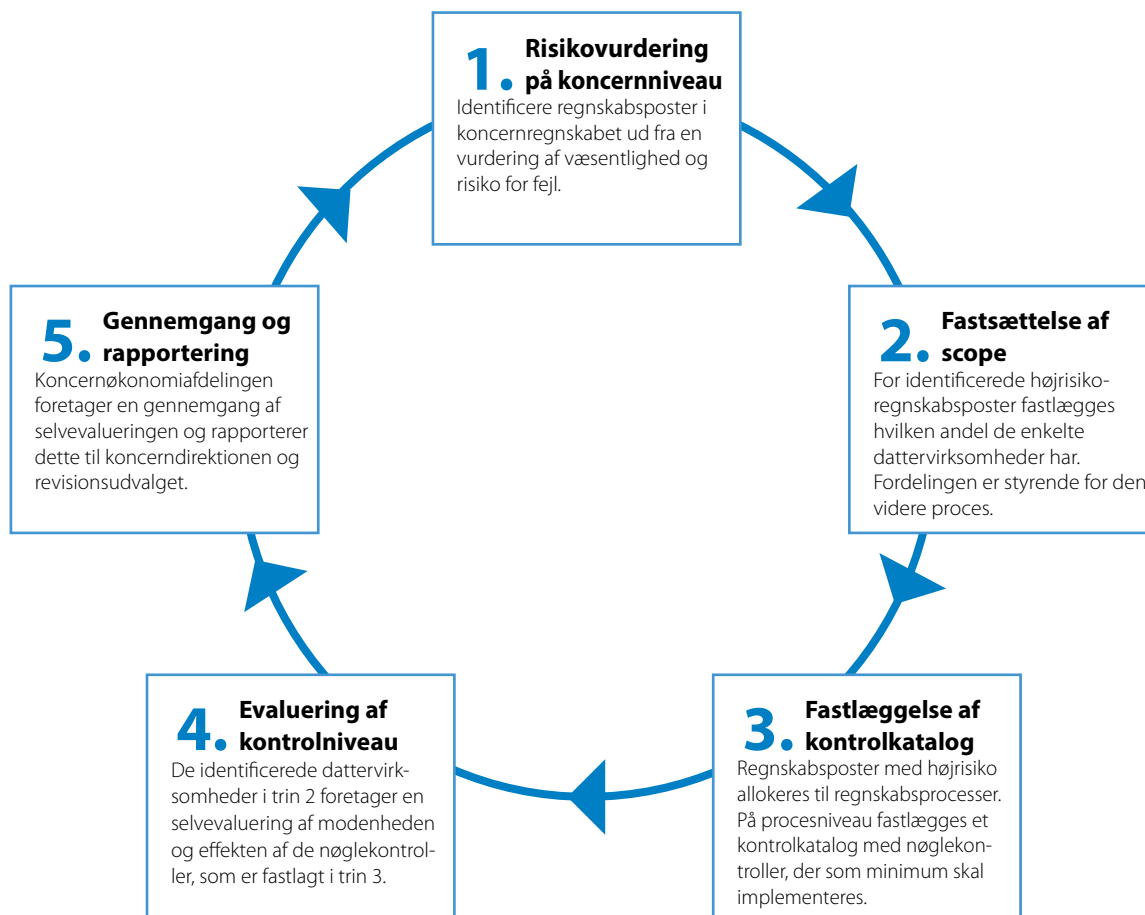 1. Risikovurdering
på koncernniveau
Identificere regnskabsposter i
koncernregnskabet ud fra en
vurdering af væsentlighed og
risiko for fejl.
2. Fastsættelse af
scope
For identificerede højrisiko-
regnskabsposter fastlægges
hvilken andel de enkelte
dattervirksomheder har.
Fordelingen er styrende for den
videre proces.
3. Fastlæggelse af
kontrolkatalog
Regnskabsposter med højrisiko
allokeres til regnskabsprocesser.
På procesniveau fastlægges et
kontrolkatalog med nøglekon-
troller, der som minimum skal
implementeres.
4. Evaluering af
kontrolniveau
De identificerede dattervirk-
somheder i trin 2 foretager en
selvevaluering af modenheden
og effekten af de nøglekontrol-
ler, som er fastlagt i trin 3.
5. Gennemgang og
rapportering
Koncernøkonomiafdelingen
foretager en gennemgang af
selvevalueringen og rapporterer
dette til koncerndirektionen og
revisionsudvalget.